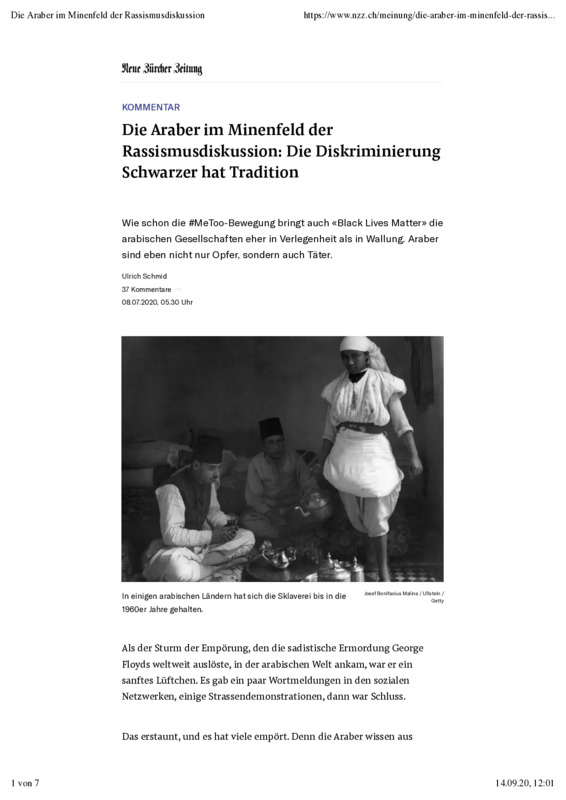 Die Araber im Minenfeld der Rassismusdiskussion
https://www.nzz.ch/meinung/die-araber-im-minenfeld-der-rassis...
Neue Zürcher Zeitung
KOMMENTAR
Die Araber im Minenfeld der
Rassismusdiskussion: Die Diskriminierung
Schwarzer hat Tradition
Wie schon die #MeToo-Bewegung bringt auch «Black Lives Matter» die
arabischen Gesellschaften eher in Verlegenheit als in Wallung. Araber
sind eben nicht nur Opfer, sondern auch Täter.
Ulrich Schmid
37 Kommentare
08.07.2020, 05.30 Uhr
In einigen arabischen Ländern hat sich die Sklaverei bis in die
1960er Jahre gehalten.
Josef Bonifacius Malina / Ullstein /
Getty
Als der Sturm der Empörung, den die sadistische Ermordung George
Floyds weltweit auslöste, in der arabischen Welt ankam, war er ein
sanftes Lüftchen. Es gab ein paar Wortmeldungen in den sozialen
Netzwerken, einige Strassendemonstrationen, dann war Schluss.
Das erstaunt, und es hat viele empört. Denn die Araber wissen aus
1 von 7
14.09.20, 12:01